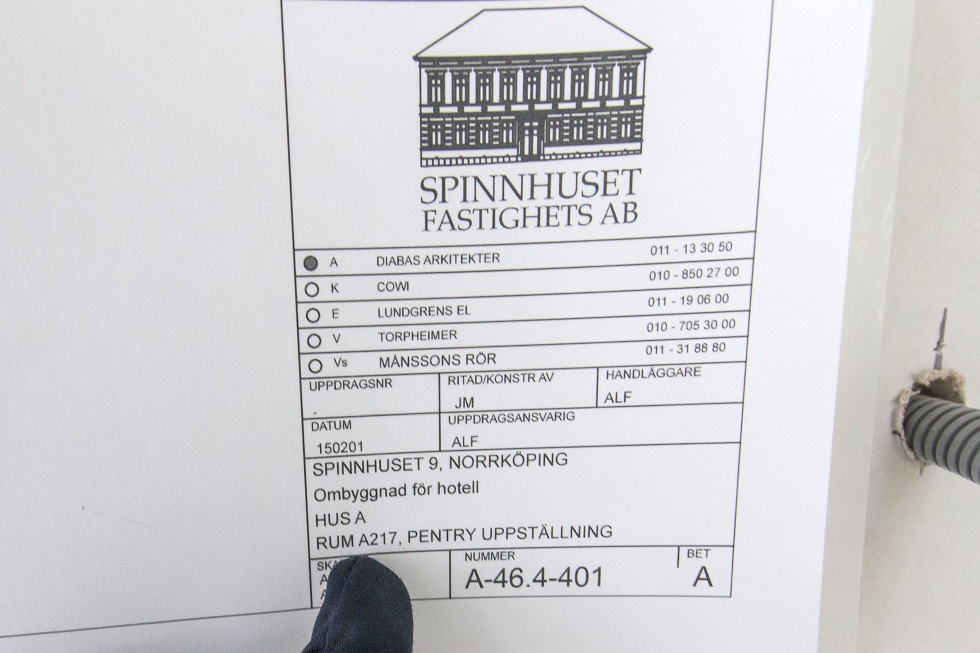 SPINNHUSET
FASTIGHETS AB
A DIABAS ARKITEKTER 011 - 13 30 50
K COWI 010 - 850 27 00
E LUNDGRENS EL 011 - 19 06 00
V TORPHEIMER 010 - 705 30 00
Vs MÅNSSONS RÖR 011 - 31 88 80
UPPDRAGSNR RITAD/KONSTR AV HANDLÄGGARE
- JM ALF
DATUM UPPDRAGSANSVARIG
150201 ALF
SPINNHUSET 9, NORRKÖPING
Ombyggnad för hotell
HUS A
RUM A217, PENTRY UPPSTÄLLNING
NUMMER BET
A-46.4-401 A